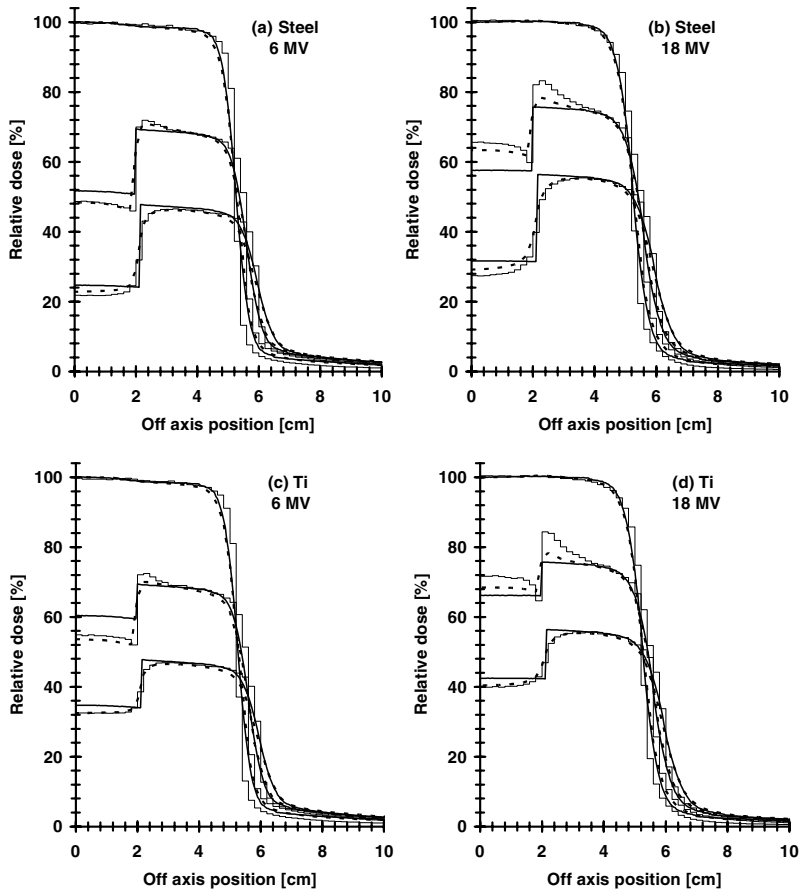 (a) Steel
6 MV
100
80
60
40
20
0
Relative dose [%]
0 2 4 6 8 10
Off axis position [cm]
(b) Steel
18 MV
100
80
60
40
20
0
Relative dose [%]
0 2 4 6 8 10
Off axis position [cm]
(c) Ti
6 MV
100
80
60
40
20
0
Relative dose [%]
0 2 4 6 8 10
Off axis position [cm]
(d) Ti
18 MV
100
80
60
40
20
0
Relative dose [%]
0 2 4 6 8 10
Off axis position [cm]